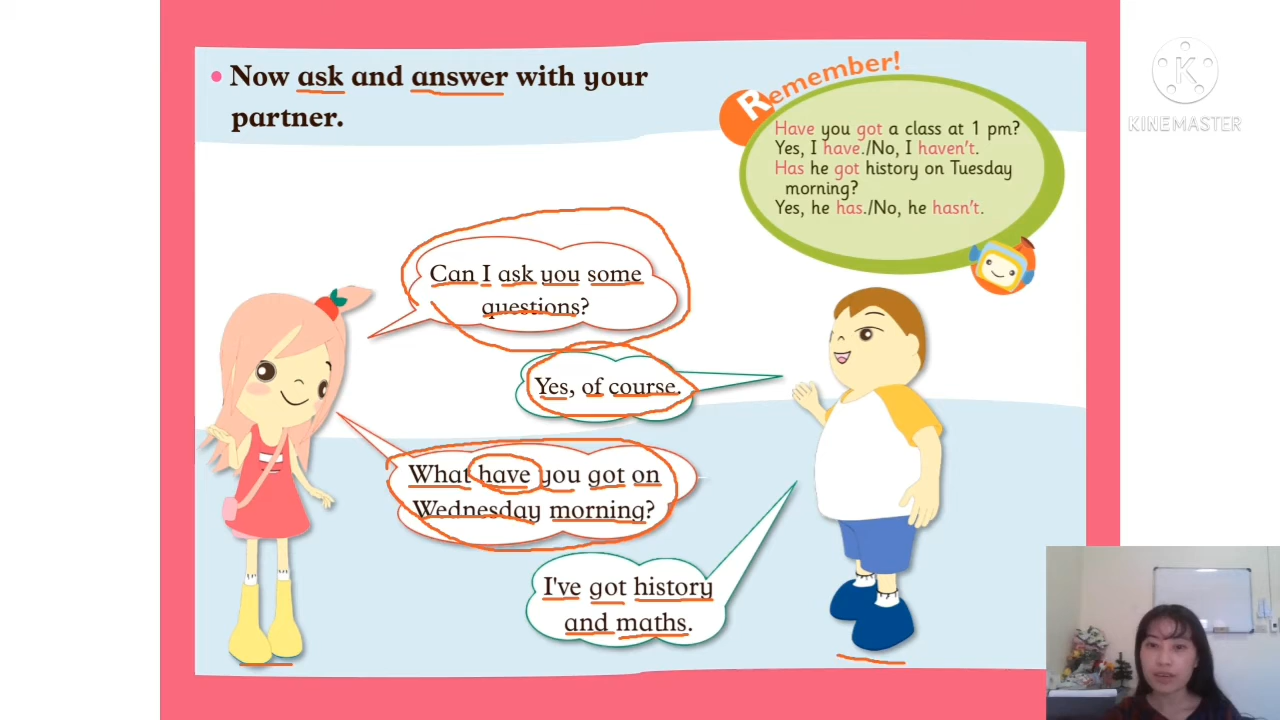 • Now ask and answer with your
partner.
Remember!
Have you got a class at 1 pm?
Yes, I have./No, I haven't.
Has he got history on Tuesday
morning?
Yes, he has./No, he hasn't.
KINEMASTER
Can I ask you some
questions?
Yes, of course.
What have you got on
Wednesday morning?
I've got history
and maths.